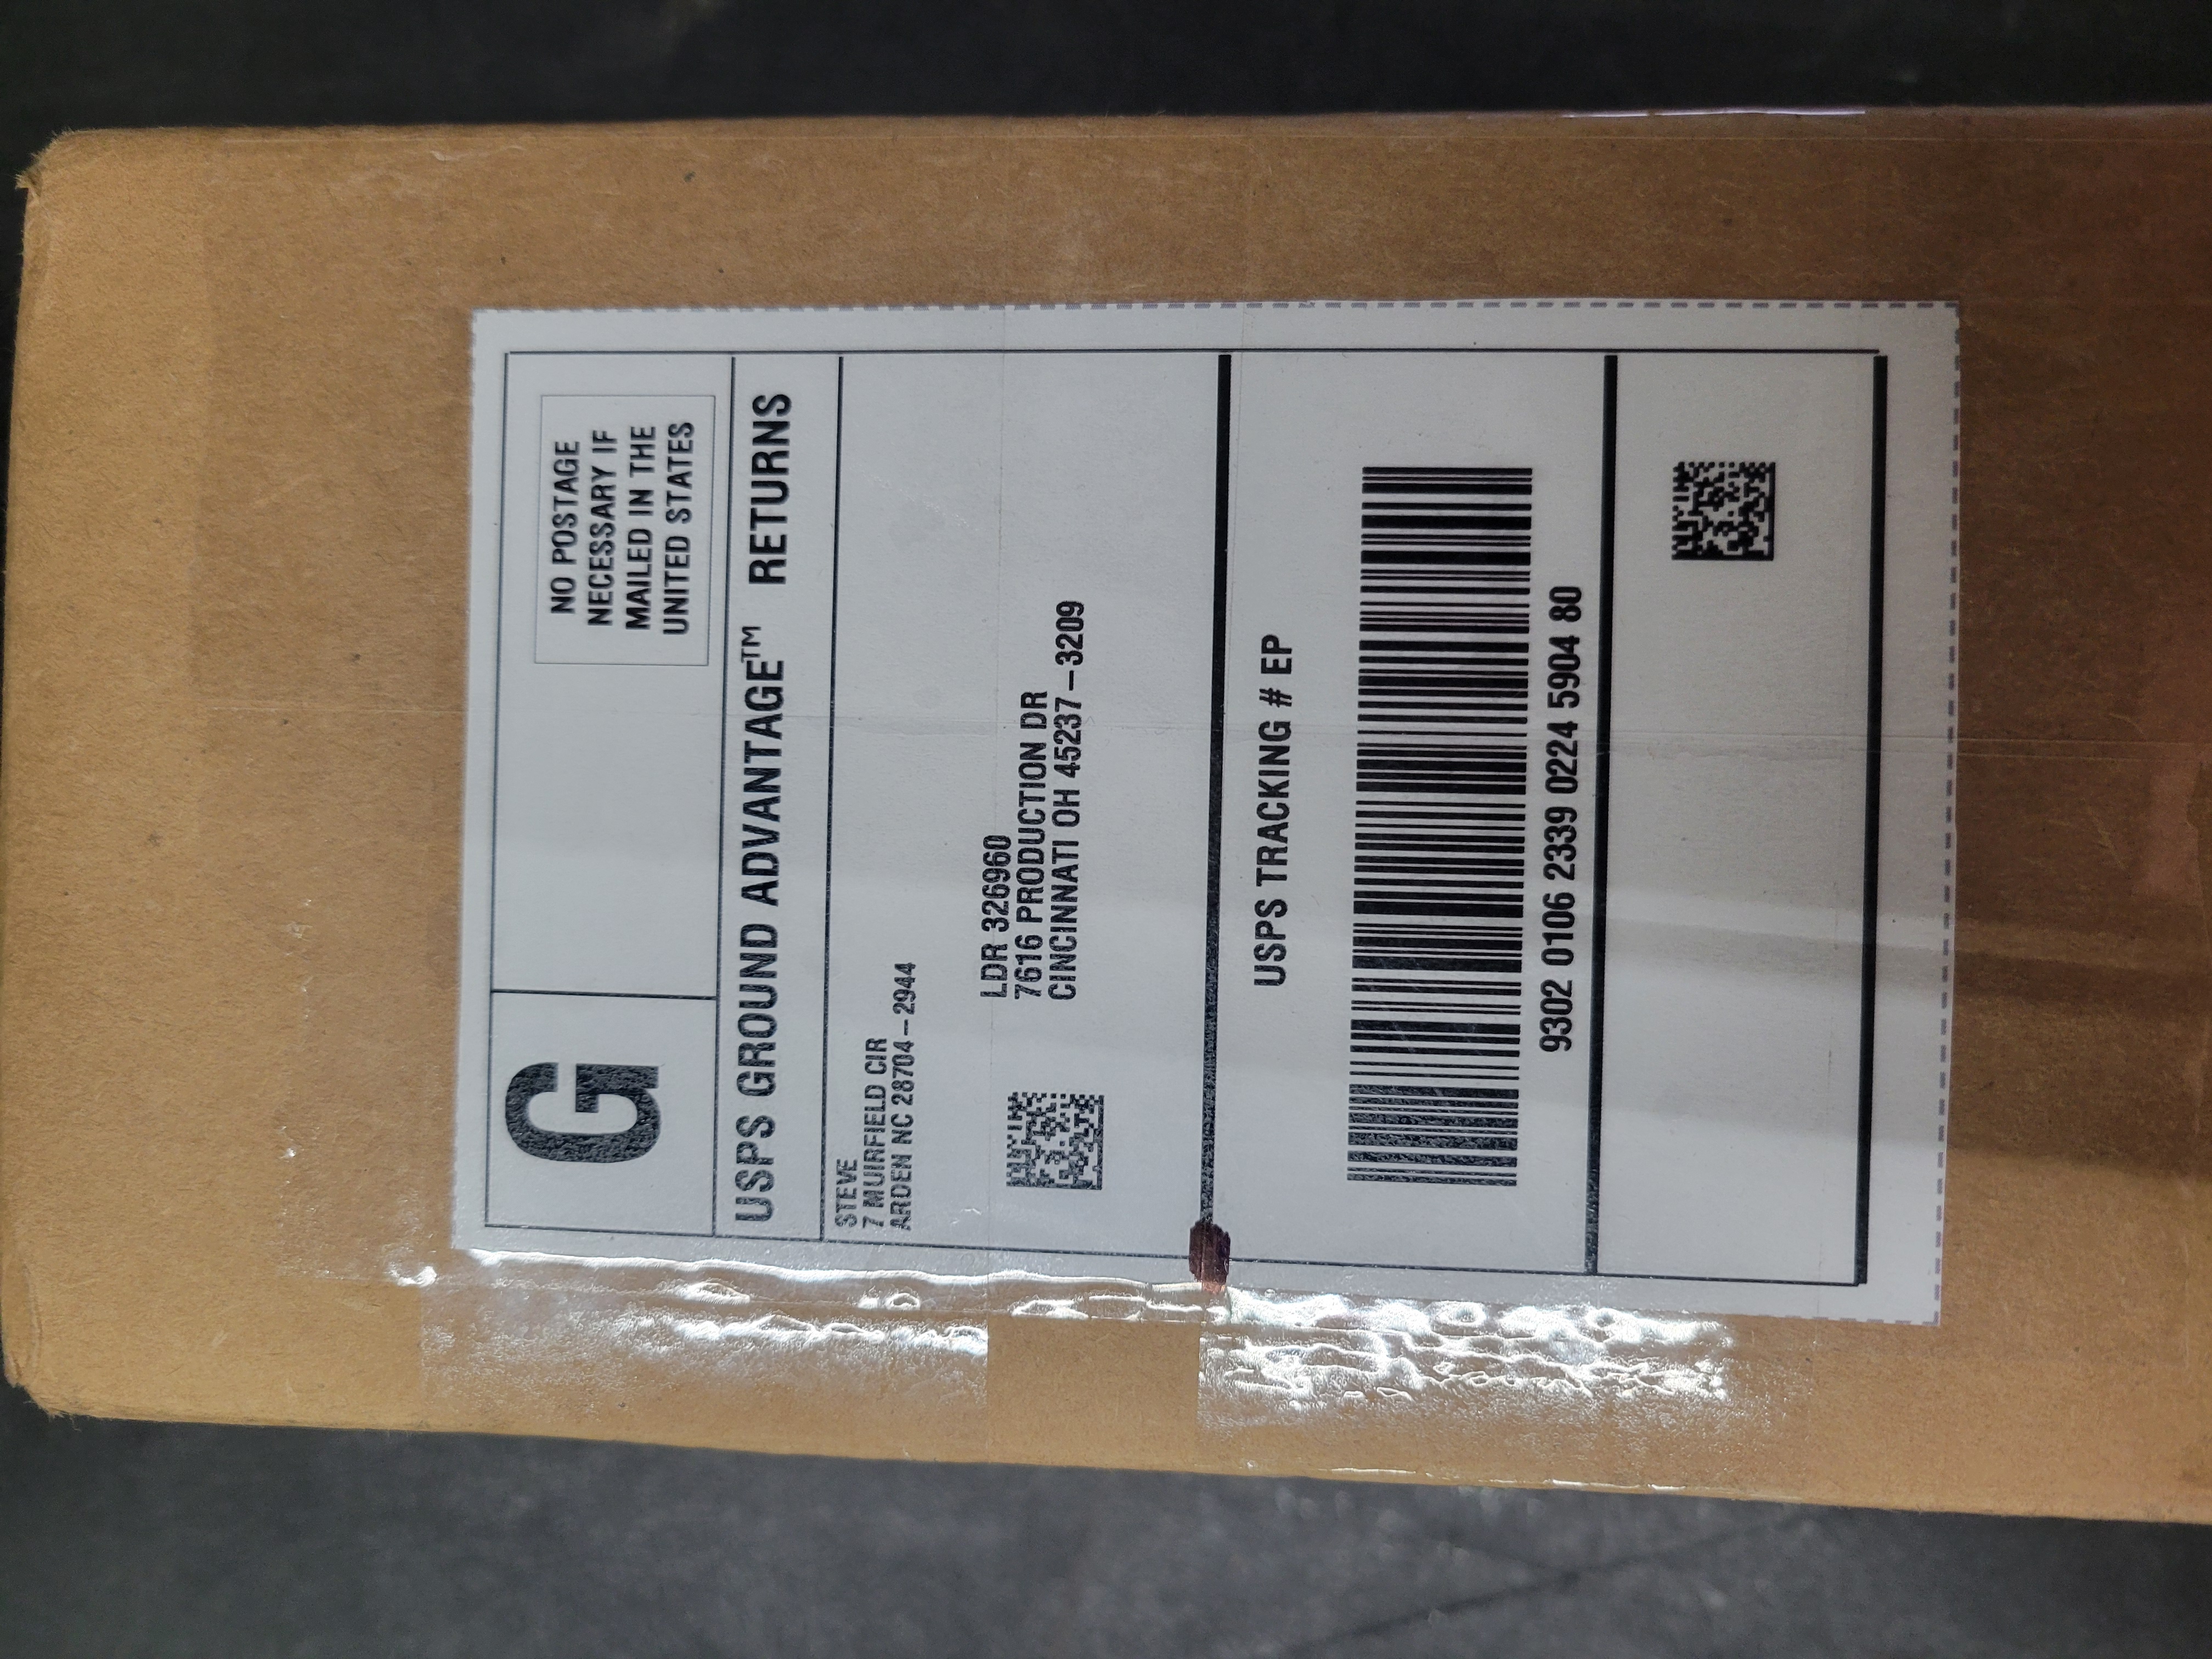 NO POSTAGE
NECESSARY IF
MAILED IN THE
UNITED STATES
G
USPS GROUND ADVANTAGE™ RETURNS
STEVE
7 MUIRFIELD CIR
ARDEN NC 28704-2944
LDR 326960
7616 PRODUCTION DR
CINCINNATI OH 45237-3209
USPS TRACKING # EP
9302 0106 2339 0224 5904 80